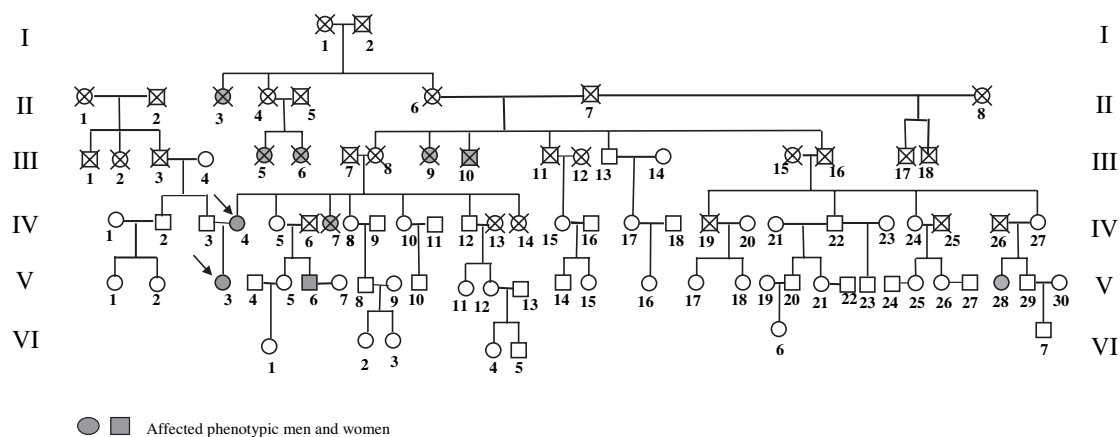 I I
1 2
II II
1 2 3 4 5 6 7 8
III III
1 2 3 4 5 6 7 8 9 10 11 12 13 14 15 16 17 18
IV IV
1 2 3 4 5 6 7 8 9 10 11 12 13 14 15 16 17 18 19 20 21 22 23 24 25 26 27
V V
1 2 3 4 5 6 7 8 9 10 11 12 13 14 15 16 17 18 19 20 21 22 23 24 25 26 27 28 29 30
VI VI
1 2 3 4 5 6 7
Affected phenotypic men and women